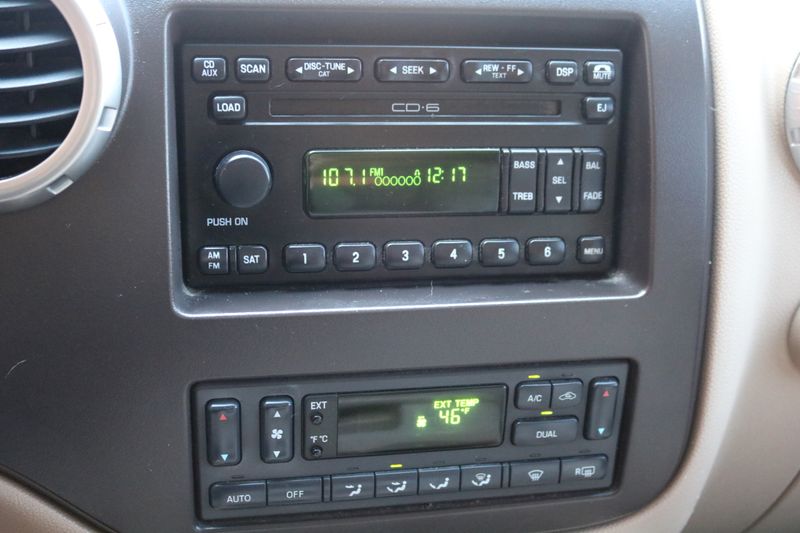 CD AUX SCAN DISC-TUNE SEEK REW - FF DSP MUTE
CAT TEXT
LOAD CD·6 EJ
107.1 FM1 12:17 BASS SEL BAL
TREB FADE
PUSH ON
AM FM SAT 1 2 3 4 5 6 MENU
EXT EXT TEMP A/C
46°F
°F °C DUAL
AUTO OFF R